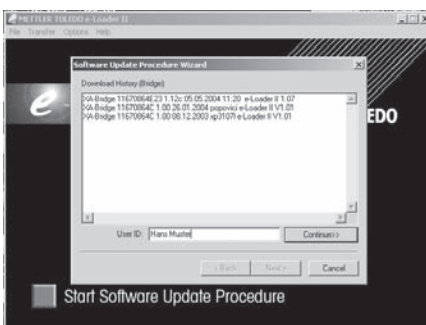 METTLER TOLEDO e-Loader II
File Transfer Options Help
Software Update Procedure Wizard
Download History (Bridge)
XA-Bridge 11670864E23 1.12c 05.05.2004 11:20 e-Loader II 1.07
XA-Bridge 11670864C 1.00 26.01.2004 popovici e-Loader II V1.01
XA-Bridge 11670864C 1.00 08.12.2003 xp31071 e-Loader II V1.01
e-
EDO
User ID: Hans Muster
Continue>>
< Back Next > Cancel
Start Software Update Procedure